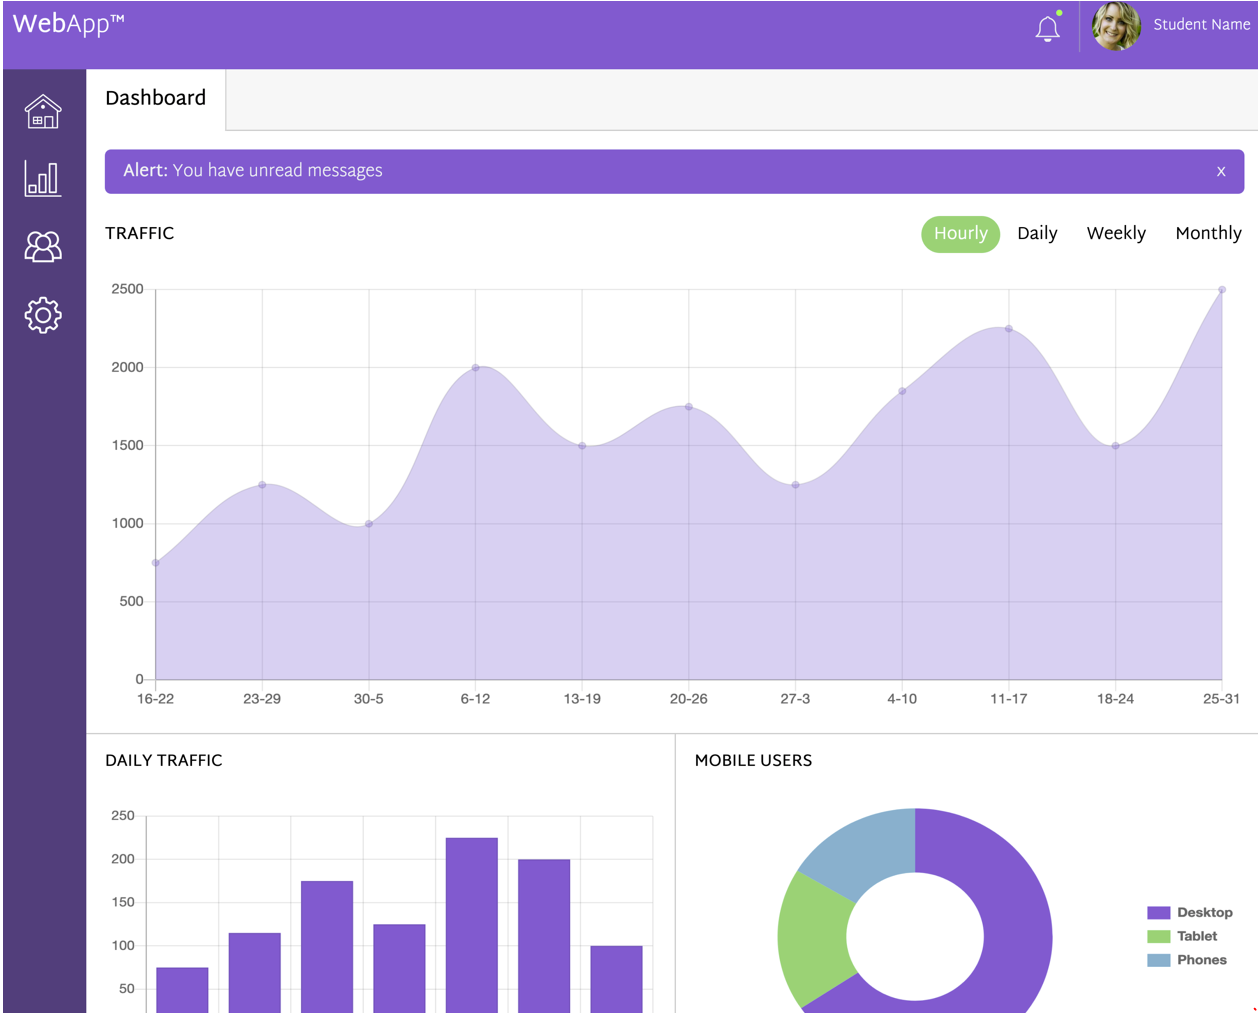 WebApp™
Student Name
Dashboard
Alert: You have unread messages
x
TRAFFIC
Hourly Daily Weekly Monthly
2500
2000
1500
1000
500
0
16-22 23-29 30-5 6-12 13-19 20-26 27-3 4-10 11-17 18-24 25-31
DAILY TRAFFIC
250
200
150
100
50
MOBILE USERS
Desktop
Tablet
Phones